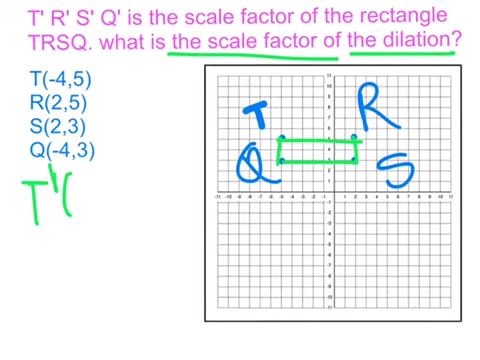 T' R' S' Q' is the scale factor of the rectangle
TRSQ. what is the scale factor of the dilation?
T(-4,5)
R(2,5)
S(2,3)
Q(-4,3)
T'(
T R
Q S